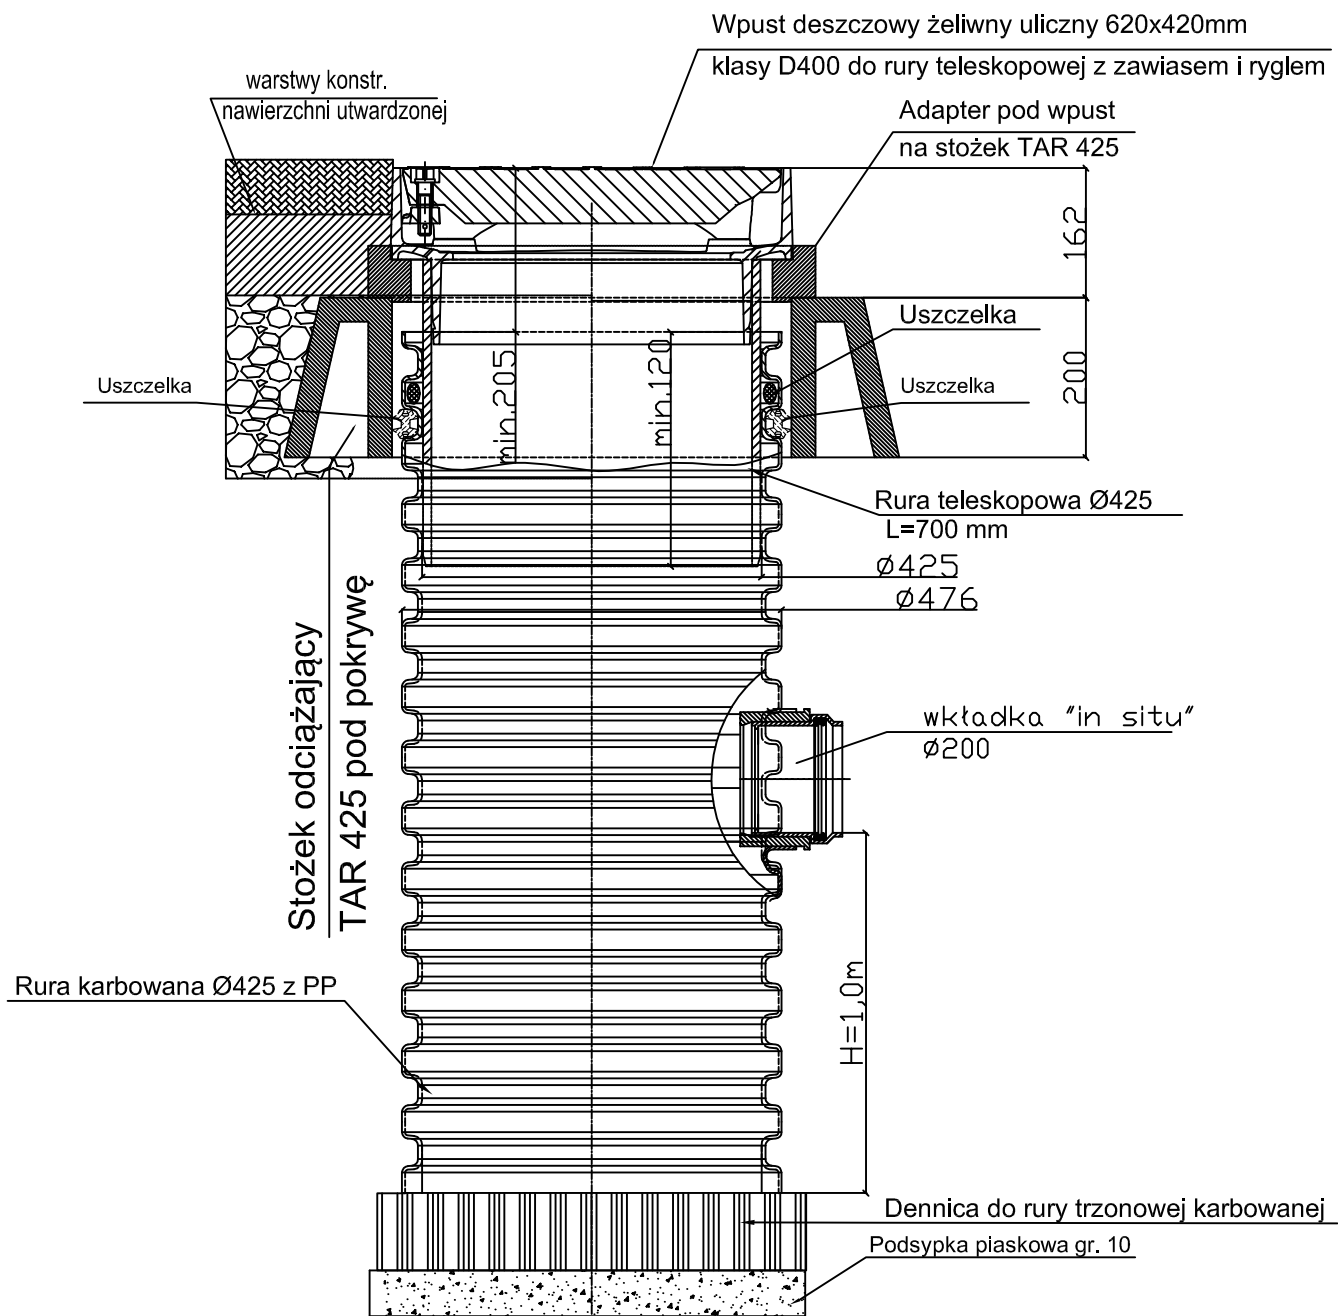 Wpust deszczowy żeliwny uliczny 620x420mm
klasy D400 do rury teleskopowej z zawiasem i ryglem
warstwy konstr.
nawierzchni utwardzonej
Adapter pod wpust
na stożek TAR 425
162
Uszczelka
200
min.205
min.120
Uszczelka
Uszczelka
Rura teleskopowa Ø425
L=700 mm
Ø425
Ø476
Stożek odciążający
TAR 425 pod pokrywę
wkładka "in situ"
Ø200
Rura karbowana Ø425 z PP
H=1,0m
Dennica do rury trzonowej karbowanej
Podsypka piaskowa gr. 10